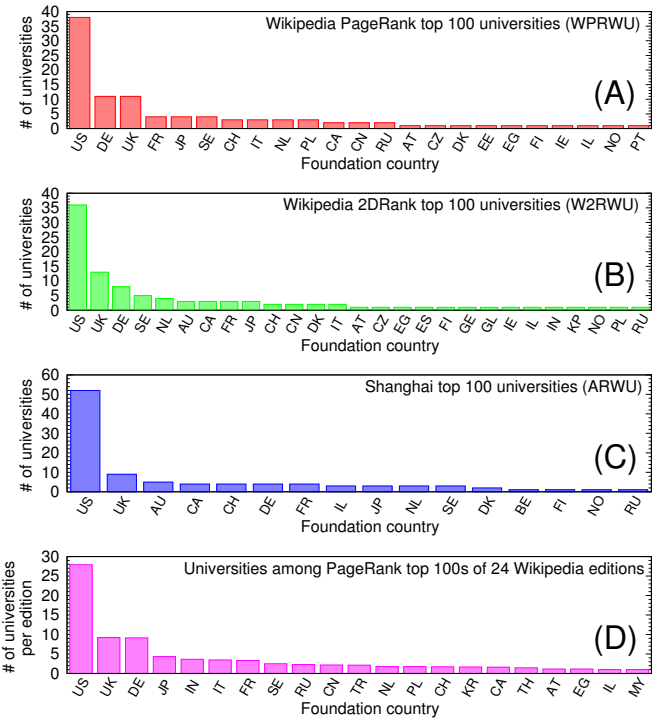 Wikipedia PageRank top 100 universities (WPRWU)
(A)
# of universities
40
35
30
25
20
15
10
5
0
US DE UK FR JP SE CH IT NL PL CA CN RU AT CZ DK EE EG FI IE IL NO PT
Foundation country
Wikipedia 2DRank top 100 universities (W2RWU)
(B)
# of universities
40
35
30
25
20
15
10
5
0
US UK DE SE NL AU CA FR JP CH CN DK IT AT CZ EG ES FI GE GL IE IL IN KP NO PL RU
Foundation country
Shanghai top 100 universities (ARWU)
(C)
# of universities
60
50
40
30
20
10
0
US UK AU CA CH DE FR IL JP NL SE DK BE FI NO RU
Foundation country
Universities among PageRank top 100s of 24 Wikipedia editions
(D)
# of universities
per edition
30
25
20
15
10
5
0
US UK DE JP IN IT FR SE RU CN TR NL PL CH KR CA TH AT EG IL MY
Foundation country